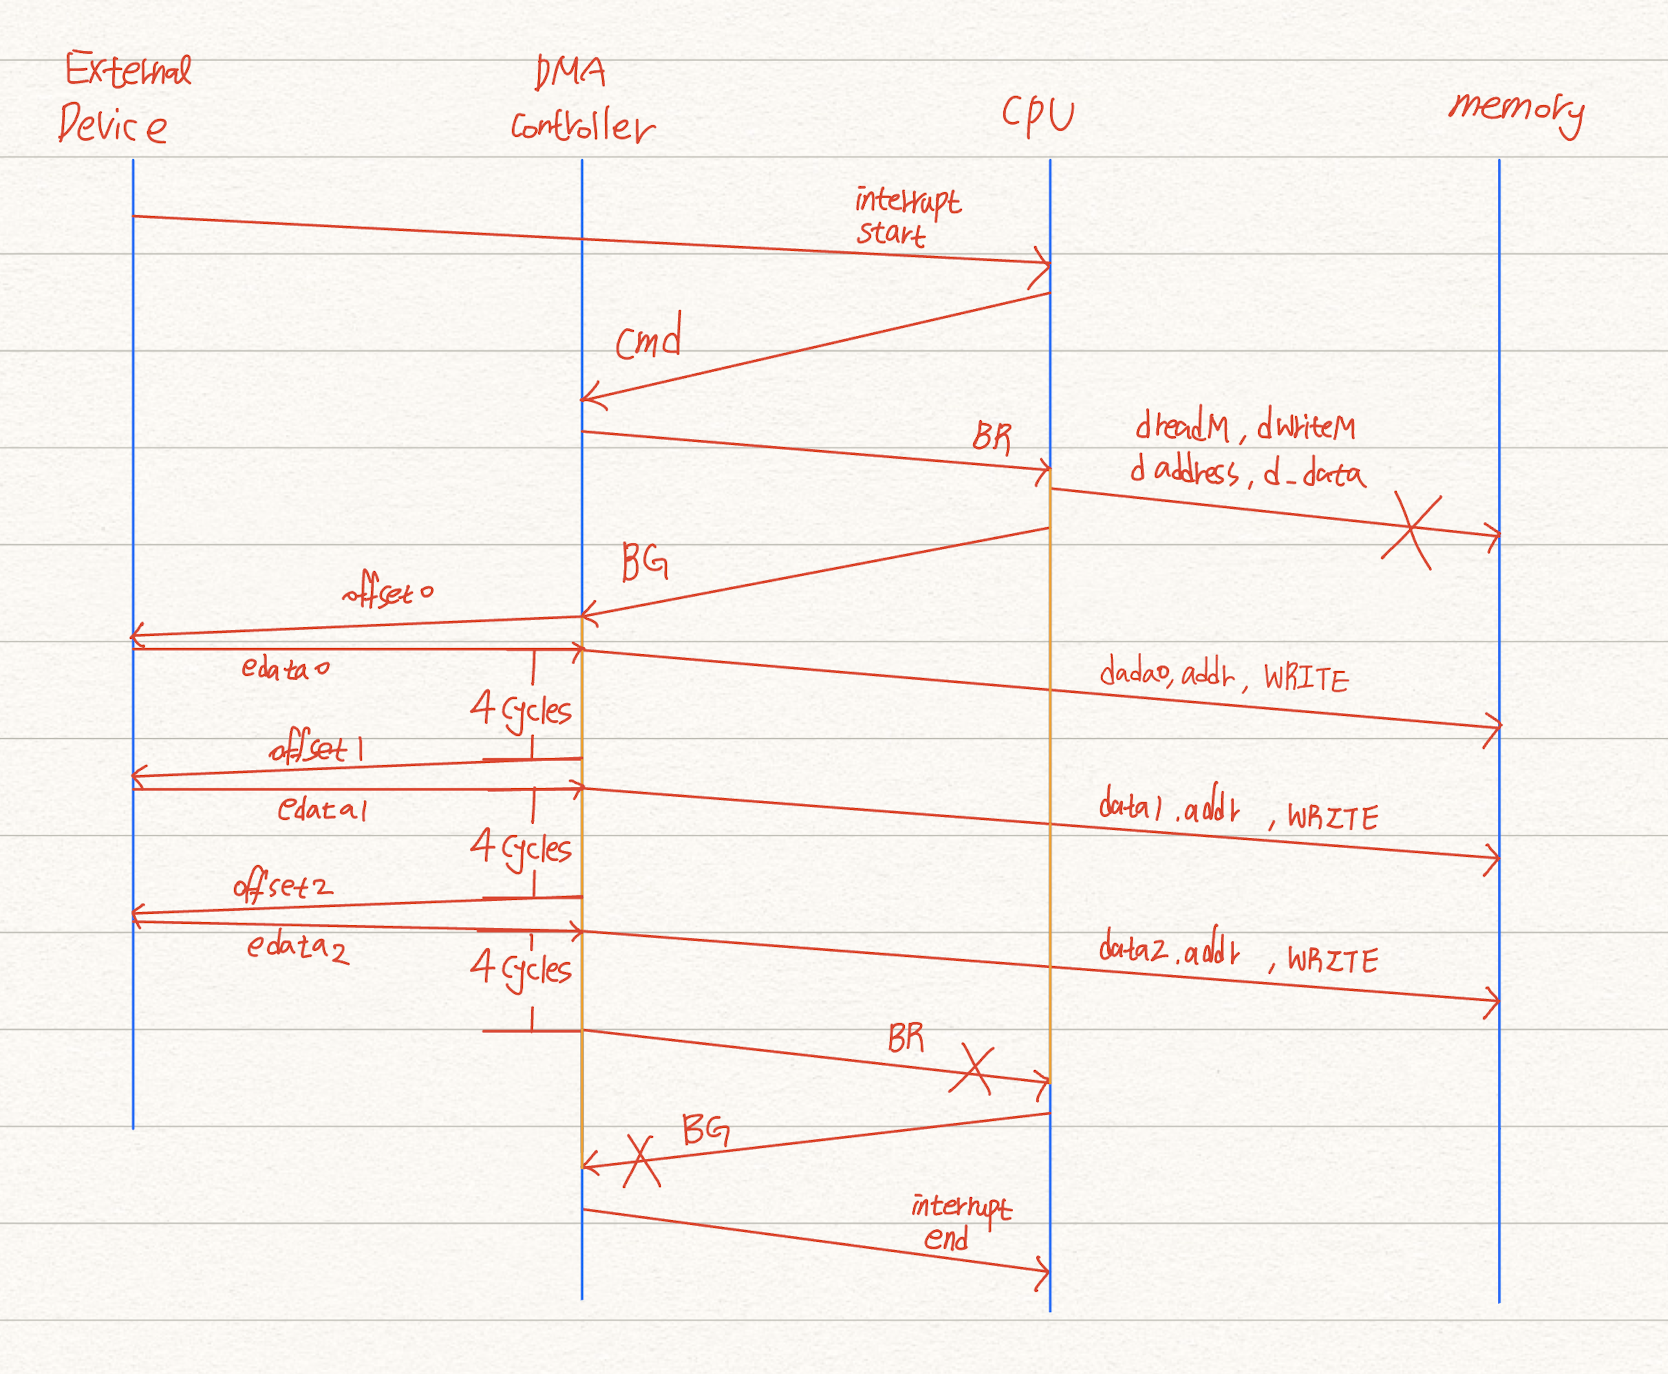 External
Device
DMA
controller
CPU
memory
interrupt
start
cmd
BR
dreadM, dwriteM
d address, d_data
BG
offset0
edata0
dada0, addr, WRITE
4 cycles
offset1
edata1
data1.addr , WRITE
4 cycles
offset2
edata2
data2.addr , WRITE
4 cycles
BR
BG
interrupt
end